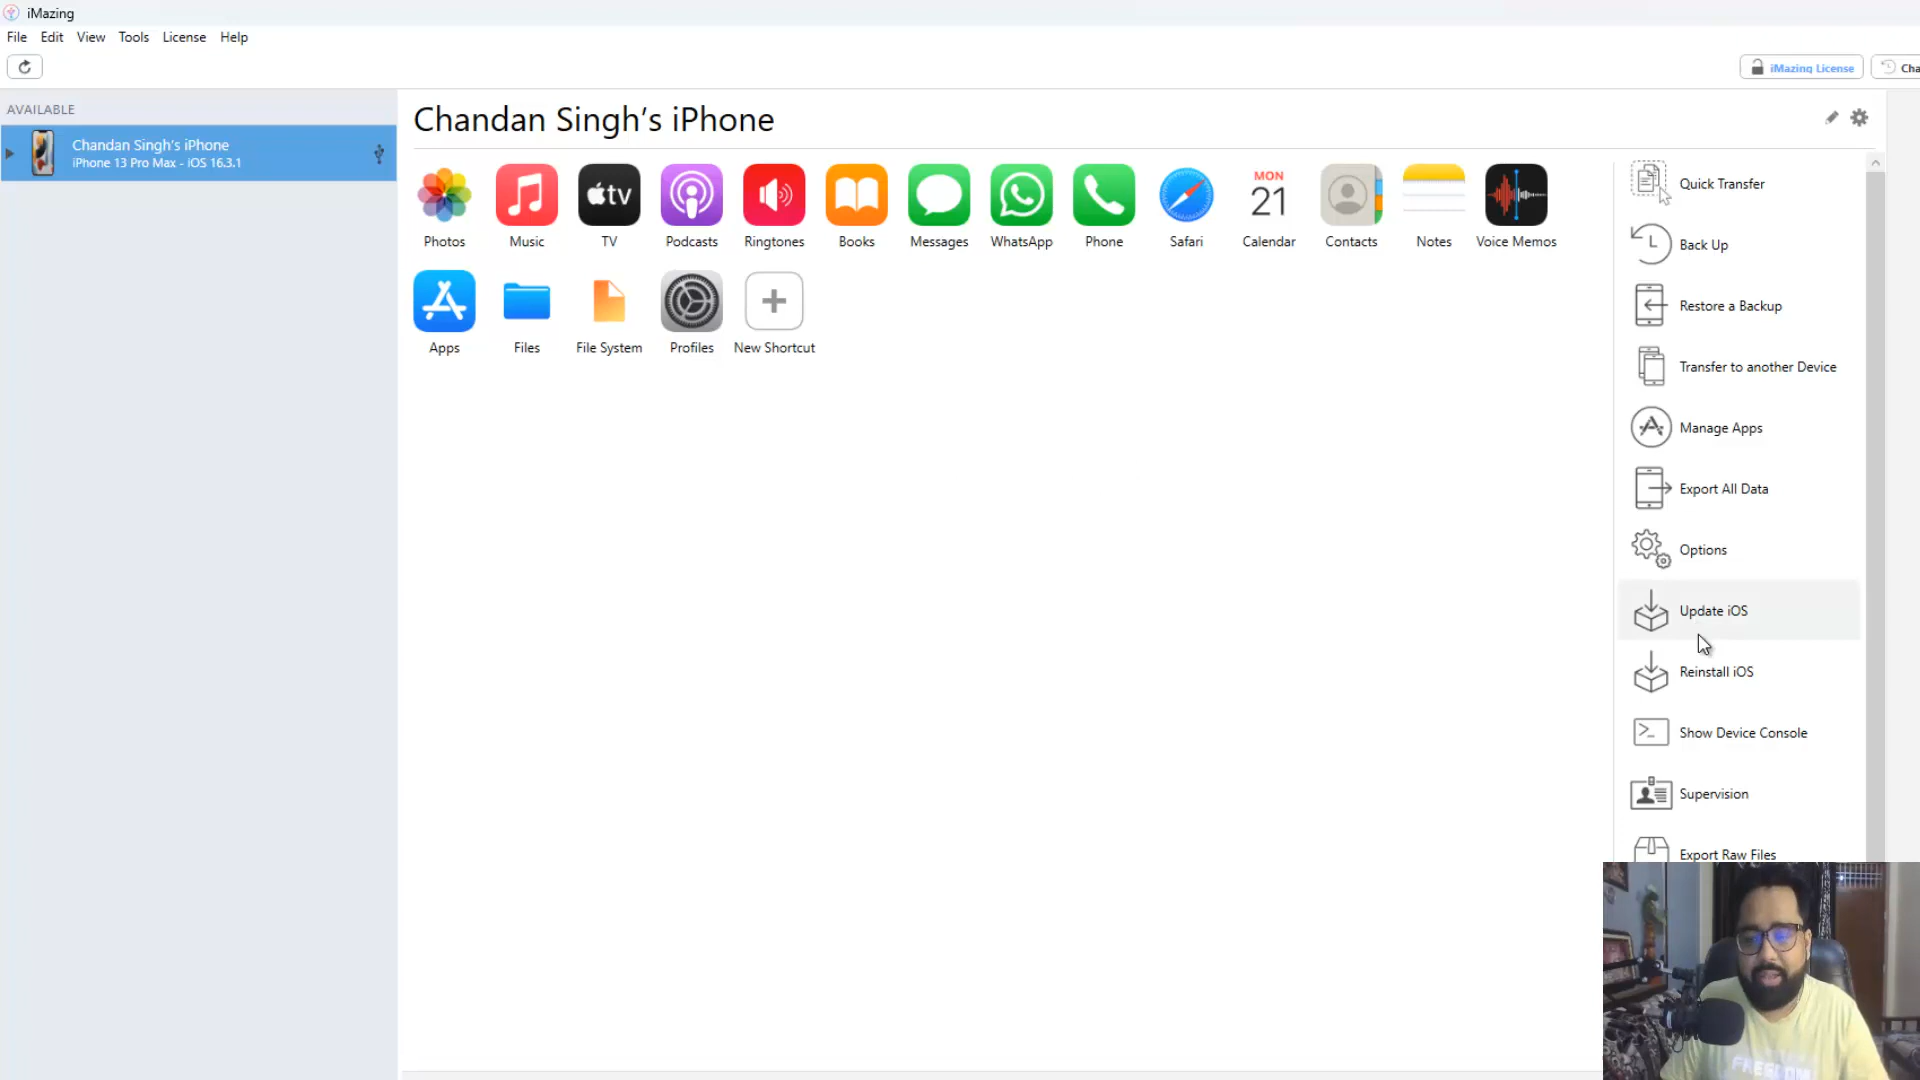 iMazing
File Edit View Tools License Help
iMazing License
Cha
AVAILABLE
Chandan Singh's iPhone
iPhone 13 Pro Max - iOS 16.3.1
Chandan Singh's iPhone
tv
MON
21
Photos Music TV Podcasts Ringtones Books Messages WhatsApp Phone Safari Calendar Contacts Notes Voice Memos
Apps Files File System Profiles New Shortcut
Quick Transfer
Back Up
Restore a Backup
Transfer to another Device
Manage Apps
Export All Data
Options
Update iOS
Reinstall iOS
Show Device Console
Supervision
Export Raw Files